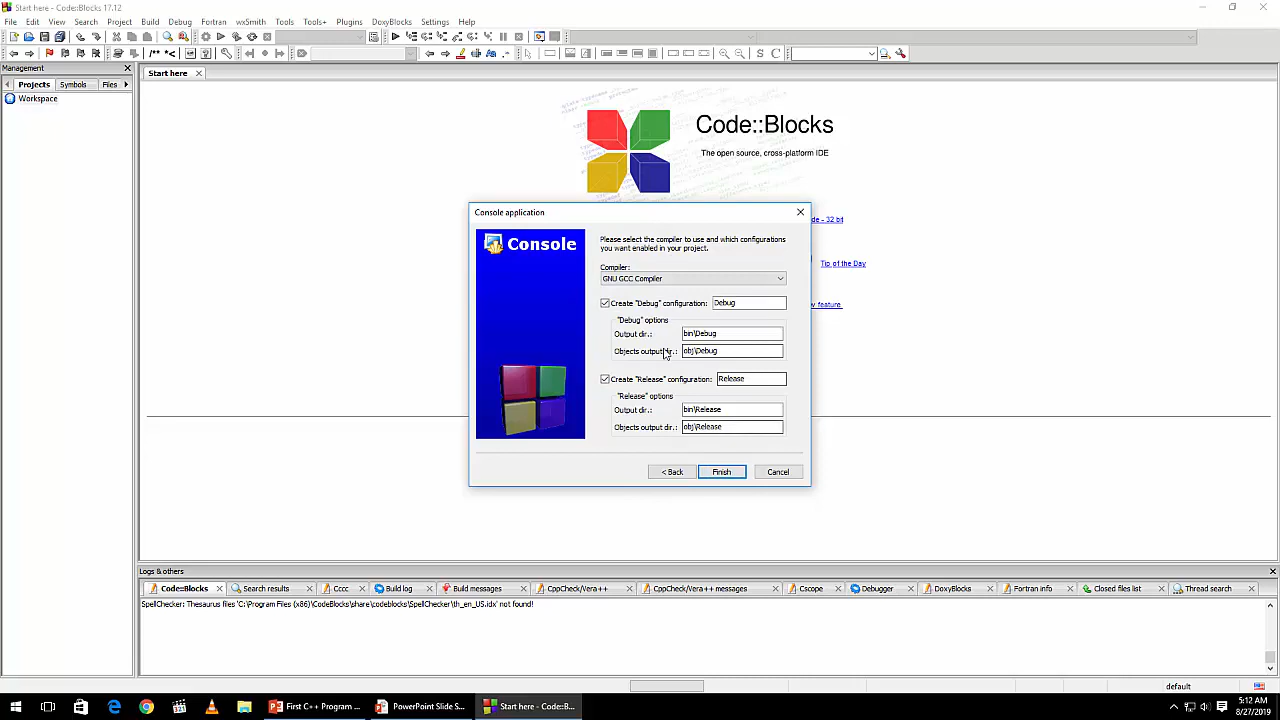 Start here - Code::Blocks 17.12
File Edit View Search Project Build Debug Fortran wxSmith Tools Tools+ Plugins DoxyBlocks Settings Help
Management
Projects Symbols Files
Workspace
Start here
Code::Blocks
The open source, cross-platform IDE
de - 32 bit
Tip of the Day
w feature
Console application
Console
Please select the compiler to use and which configurations
you want enabled in your project.
Compiler:
GNU GCC Compiler
Create "Debug" configuration: Debug
"Debug" options
Output dir.: bin\Debug
Objects output dir.: obj\Debug
Create "Release" configuration: Release
"Release" options
Output dir.: bin\Release
Objects output dir.: obj\Release
< Back Finish Cancel
Logs & others
Code::Blocks Search results Cccc Build log Build messages CppCheck/Vera++ CppCheck/Vera++ messages Cscope Debugger DoxyBlocks Fortran info Closed files list Thread search
SpellChecker: Thesaurus files 'C:\Program Files (x86)\CodeBlocks\share\codeblocks\SpellChecker\th_en_US.idx' not found!
default
First C++ Program ... PowerPoint Slide S... Start here - Code::B...
5:12 AM
8/27/2019